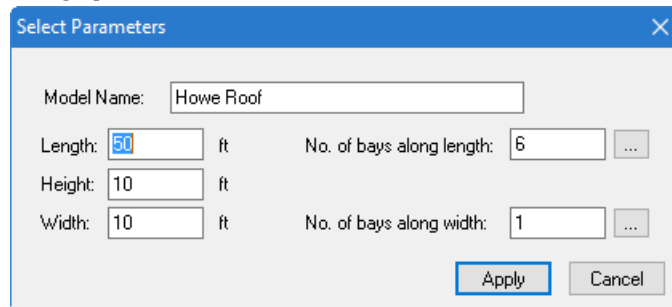 Select Parameters
Model Name: Howe Roof
Length: 50 ft No. of bays along length: 6 ...
Height: 10 ft
Width: 10 ft No. of bays along width: 1 ...
Apply Cancel